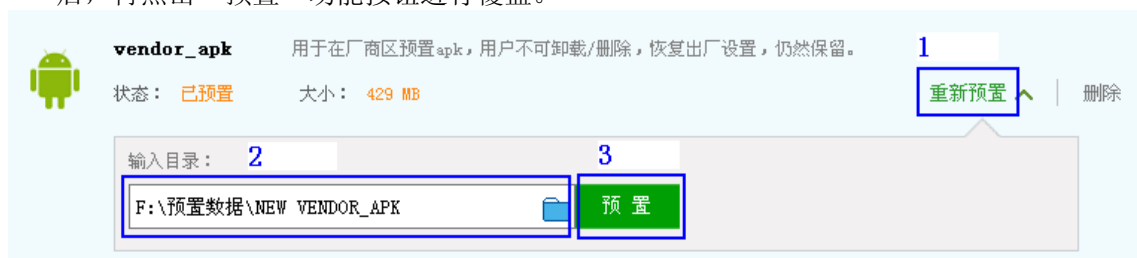 后，再点击“预置”功能按钮进行覆盖。
vendor_apk 用于在厂商区预置apk，用户不可卸载/删除，恢复出厂设置，仍然保留。 1
状态： 已预置 大小： 429 MB 重新预置 删除
输入目录： 2 3
F:\预置数据\NEW VENDOR_APK 预 置